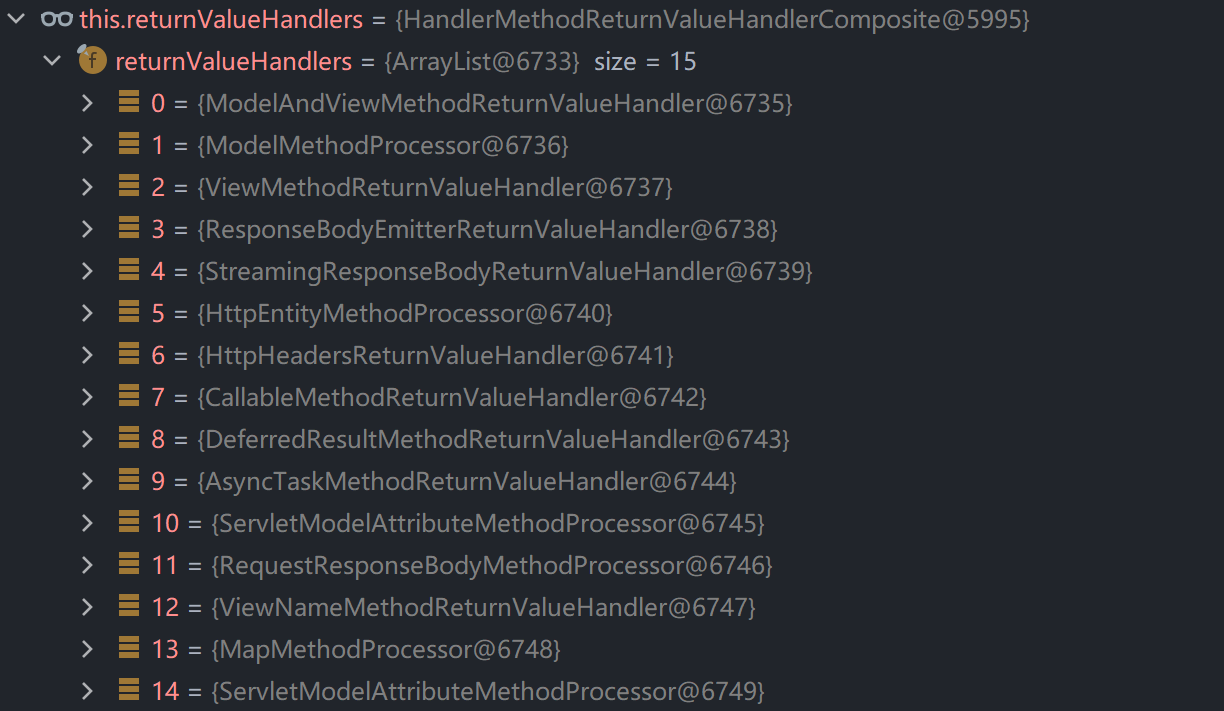 this.returnValueHandlers = {HandlerMethodReturnValueHandlerComposite@5995}
f returnValueHandlers = {ArrayList@6733} size = 15
0 = {ModelAndViewMethodReturnValueHandler@6735}
1 = {ModelMethodProcessor@6736}
2 = {ViewMethodReturnValueHandler@6737}
3 = {ResponseBodyEmitterReturnValueHandler@6738}
4 = {StreamingResponseBodyReturnValueHandler@6739}
5 = {HttpEntityMethodProcessor@6740}
6 = {HttpHeadersReturnValueHandler@6741}
7 = {CallableMethodReturnValueHandler@6742}
8 = {DeferredResultMethodReturnValueHandler@6743}
9 = {AsyncTaskMethodReturnValueHandler@6744}
10 = {ServletModelAttributeMethodProcessor@6745}
11 = {RequestResponseBodyMethodProcessor@6746}
12 = {ViewNameMethodReturnValueHandler@6747}
13 = {MapMethodProcessor@6748}
14 = {ServletModelAttributeMethodProcessor@6749}